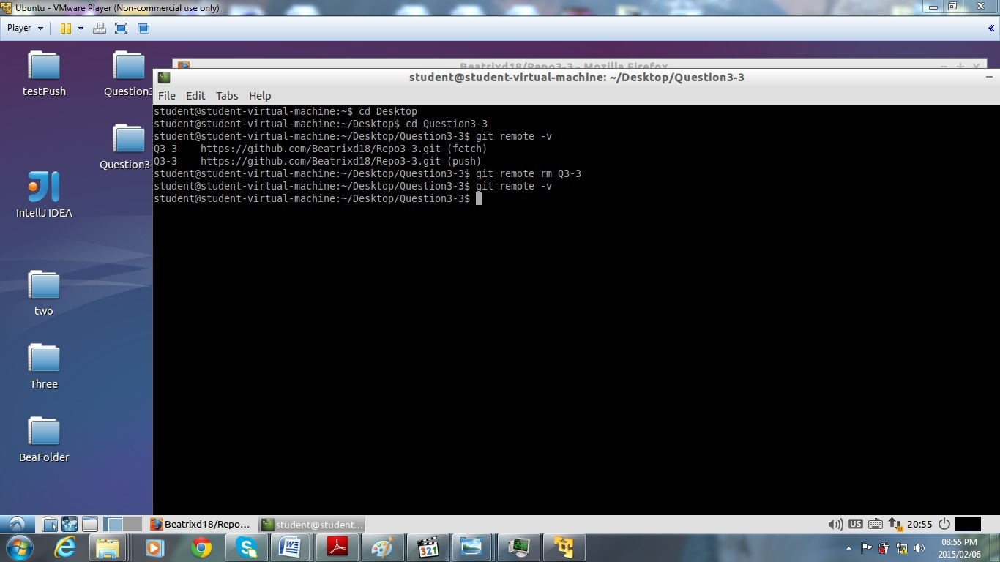 Ubuntu - VMware Player (Non-commercial use only)
Player
Beatrixd18/Repo3-3 - Mozilla Firefox
student@student-virtual-machine: ~/Desktop/Question3-3
File Edit Tabs Help
student@student-virtual-machine:~$ cd Desktop
student@student-virtual-machine:~/Desktop$ cd Question3-3
student@student-virtual-machine:~/Desktop/Question3-3$ git remote -v
Q3-3    https://github.com/Beatrixd18/Repo3-3.git (fetch)
Q3-3    https://github.com/Beatrixd18/Repo3-3.git (push)
student@student-virtual-machine:~/Desktop/Question3-3$ git remote rm Q3-3
student@student-virtual-machine:~/Desktop/Question3-3$ git remote -v
student@student-virtual-machine:~/Desktop/Question3-3$
testPush
Question3
Question3-
IntellJ IDEA
two
Three
BeaFolder
Beatrixd18/Repo...
student@student...
US
20:55
321
08:55 PM
2015/02/06